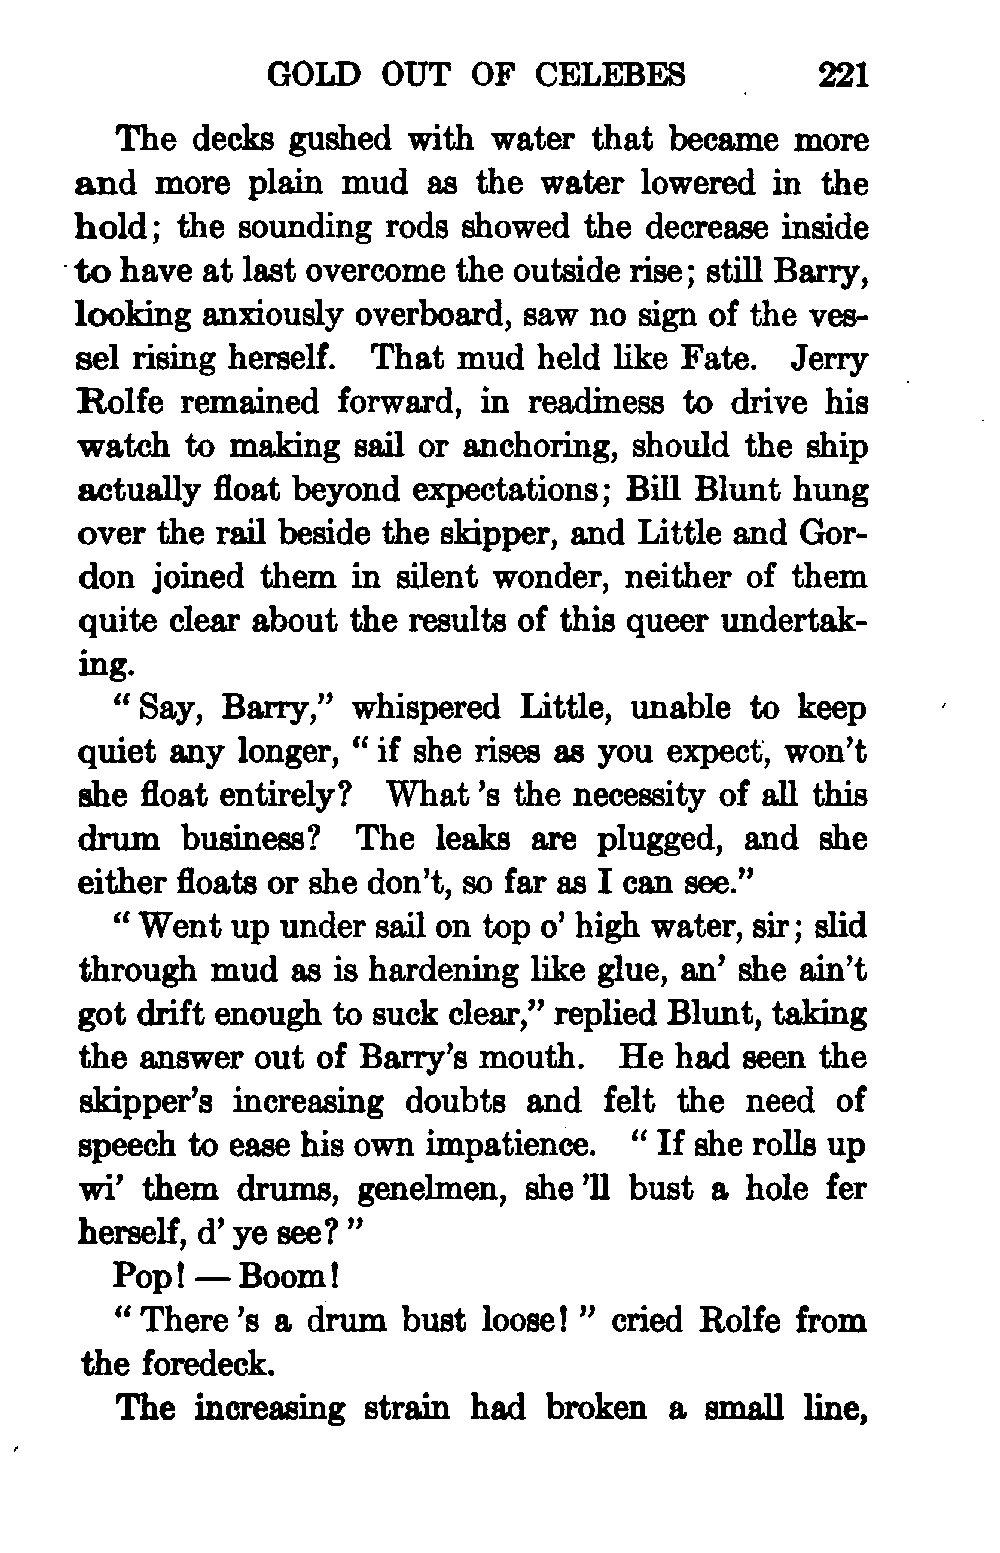 GOLD OUT OF CELEBES 221
The decks gushed with water that became more
and more plain mud as the water lowered in the
hold; the sounding rods showed the decrease inside
to have at last overcome the outside rise; still Barry,
looking anxiously overboard, saw no sign of the ves-
sel rising herself. That mud held like Fate. Jerry
Rolfe remained forward, in readiness to drive his
watch to making sail or anchoring, should the ship
actually float beyond expectations; Bill Blunt hung
over the rail beside the skipper, and Little and Gor-
don joined them in silent wonder, neither of them
quite clear about the results of this queer undertak-
ing.
“Say, Barry,” whispered Little, unable to keep
quiet any longer, “if she rises as you expect, won’t
she float entirely? What ’s the necessity of all this
drum business? The leaks are plugged, and she
either floats or she don’t, so far as I can see.”
“Went up under sail on top o’ high water, sir; slid
through mud as is hardening like glue, an’ she ain’t
got drift enough to suck clear,” replied Blunt, taking
the answer out of Barry’s mouth. He had seen the
skipper’s increasing doubts and felt the need of
speech to ease his own impatience. “If she rolls up
wi’ them drums, genelmen, she ’ll bust a hole fer
herself, d’ ye see?”
Pop! — Boom!
“There ’s a drum bust loose!” cried Rolfe from
the foredeck.
The increasing strain had broken a small line,